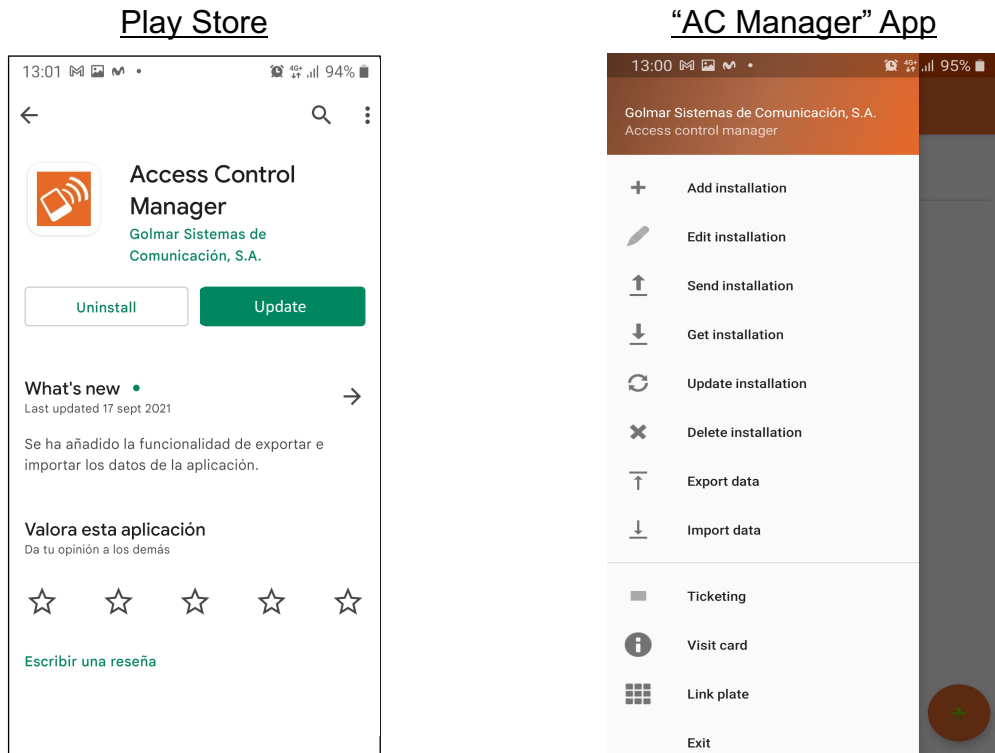 Play Store
13:01 4G+ 94%
Access Control
Manager
Golmar Sistemas de
Comunicación, S.A.
Uninstall
Update
What's new
Last updated 17 sept 2021
Se ha añadido la funcionalidad de exportar e
importar los datos de la aplicación.
Valora esta aplicación
Da tu opinión a los demás
Escribir una reseña
“AC Manager” App
13:00 4G+ 95%
Golmar Sistemas de Comunicación, S.A.
Access control manager
Add installation
Edit installation
Send installation
Get installation
Update installation
Delete installation
Export data
Import data
Ticketing
Visit card
Link plate
Exit